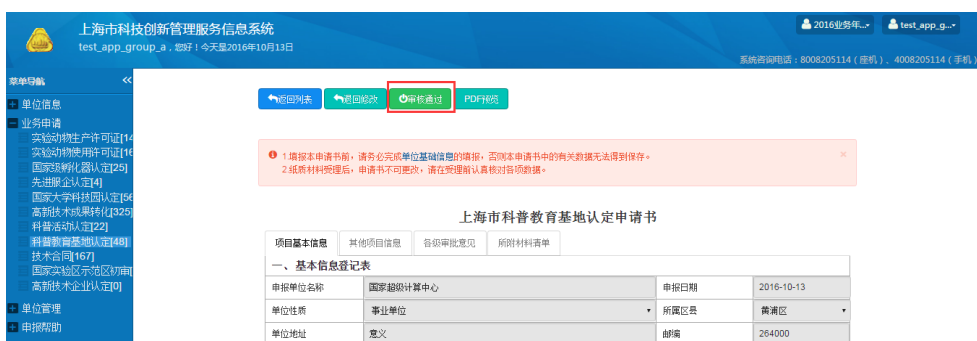 上海市科技创新管理服务信息系统
test_app_group_a，您好！今天是2016年10月13日
2016业务年...
test_app_g...
系统咨询电话：8008205114（座机）、4008205114（手机）
菜单导航 «
单位信息
业务申请
实验动物生产许可证[14
实验动物使用许可证[16
国家级孵化器认定[25]
先进服企认定[4]
国家大学科技园认定[56
高新技术成果转化[325]
科普活动认定[22]
科普教育基地认定[48]
技术合同[167]
国家实验区示范区初审[
高新技术企业认定[0]
单位管理
申报帮助
返回列表 退回修改 审核通过 PDF预览
1.填报本申请书前，请务必完成单位基础信息的填报，否则本申请书中的有关数据无法得到保存。 ×
2.纸质材料受理后，申请书不可更改，请在受理前认真核对各项数据。
上海市科普教育基地认定申请书
项目基本信息 其他项目信息 各级审批意见 所附材料清单
一、基本信息登记表
申报单位名称 国家超级计算中心 申报日期 2016-10-13
单位性质 事业单位 所属区县 黄浦区
单位地址 意义 邮编 264000